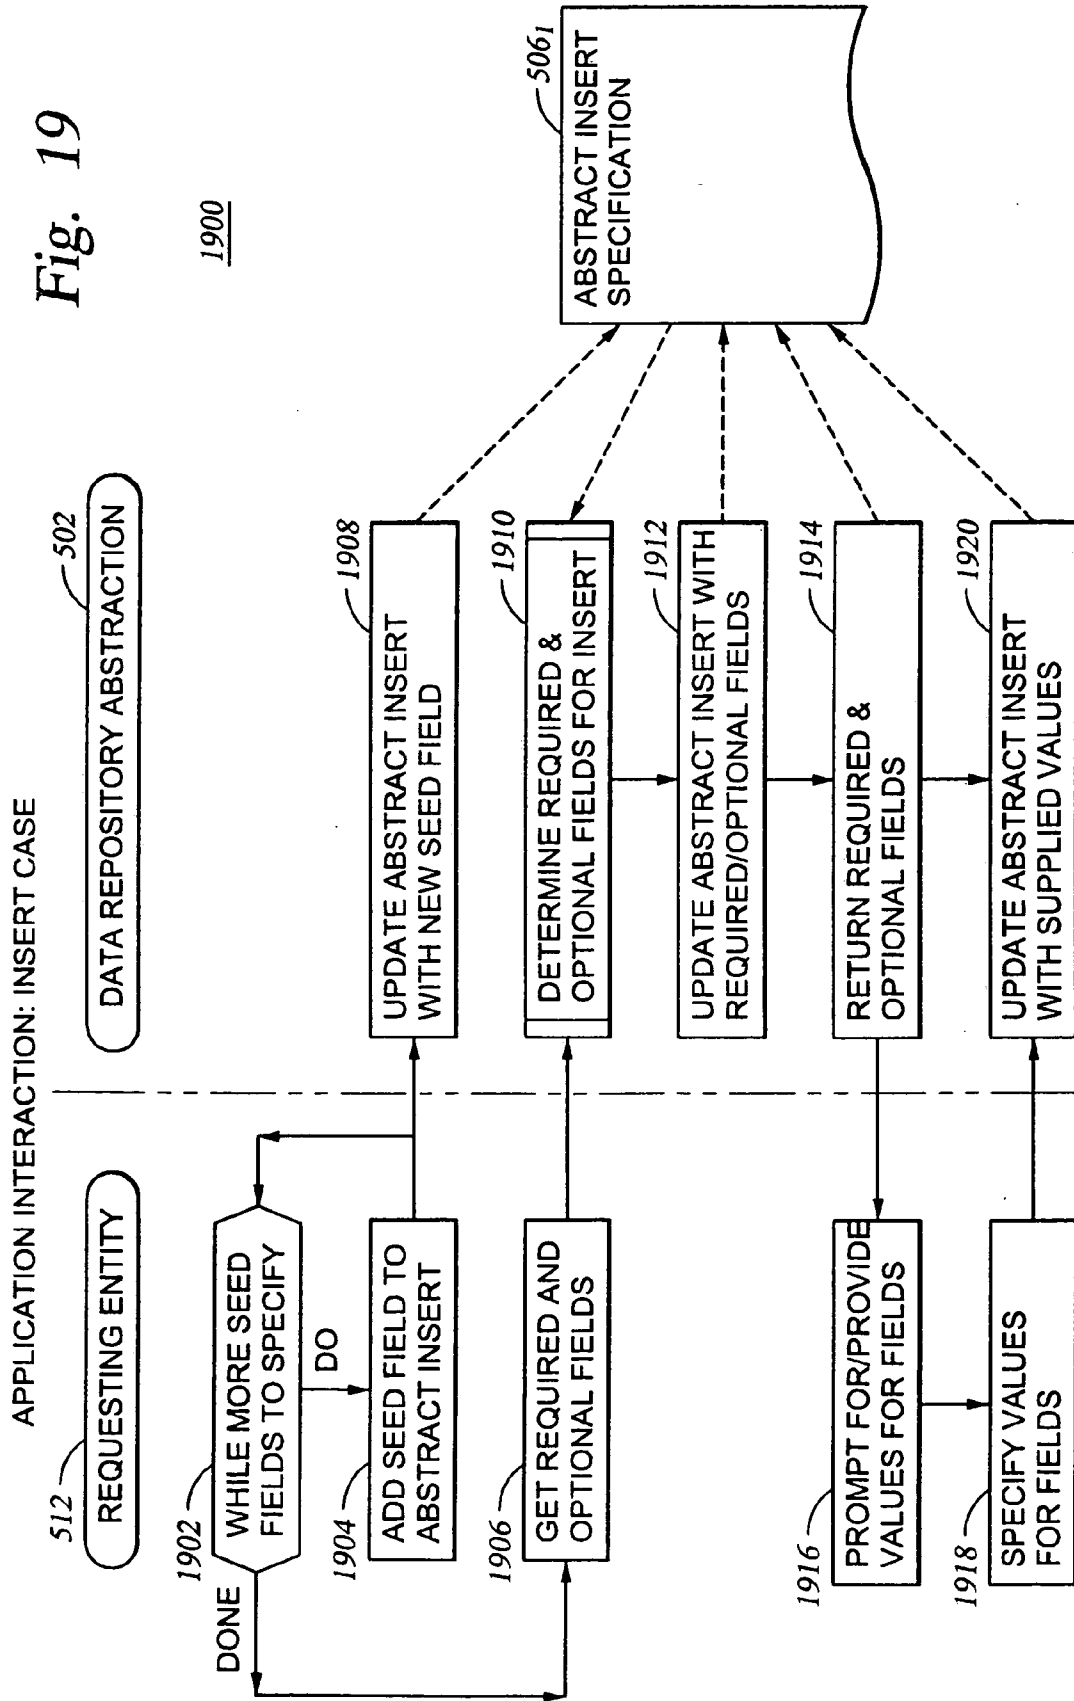 APPLICATION INTERACTION: INSERT CASE
Fig. 19
1900
512
REQUESTING ENTITY
502
DATA REPOSITORY ABSTRACTION
1902
WHILE MORE SEED
FIELDS TO SPECIFY
DONE
DO
1904
ADD SEED FIELD TO
ABSTRACT INSERT
1908
UPDATE ABSTRACT INSERT
WITH NEW SEED FIELD
1906
GET REQUIRED AND
OPTIONAL FIELDS
1910
DETERMINE REQUIRED &
OPTIONAL FIELDS FOR INSERT
1912
UPDATE ABSTRACT INSERT WITH
REQUIRED/OPTIONAL FIELDS
1914
RETURN REQUIRED &
OPTIONAL FIELDS
1916
PROMPT FOR/PROVIDE
VALUES FOR FIELDS
1918
SPECIFY VALUES
FOR FIELDS
1920
UPDATE ABSTRACT INSERT
WITH SUPPLIED VALUES
506₁
ABSTRACT INSERT
SPECIFICATION